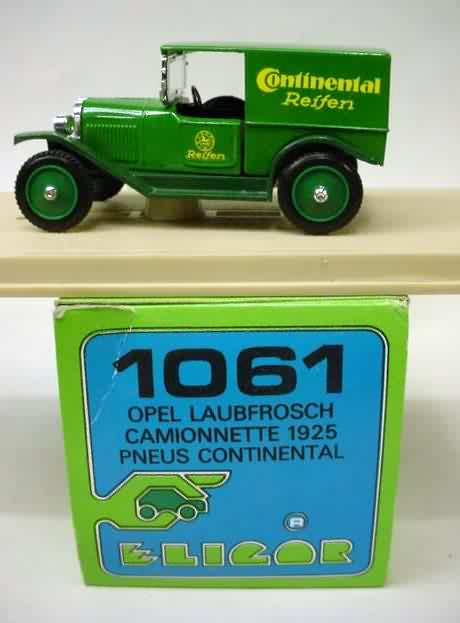 Continental
Reifen
Reifen
1061
OPEL LAUBFROSCH
CAMIONNETTE 1925
PNEUS CONTINENTAL
R
ELIGOR